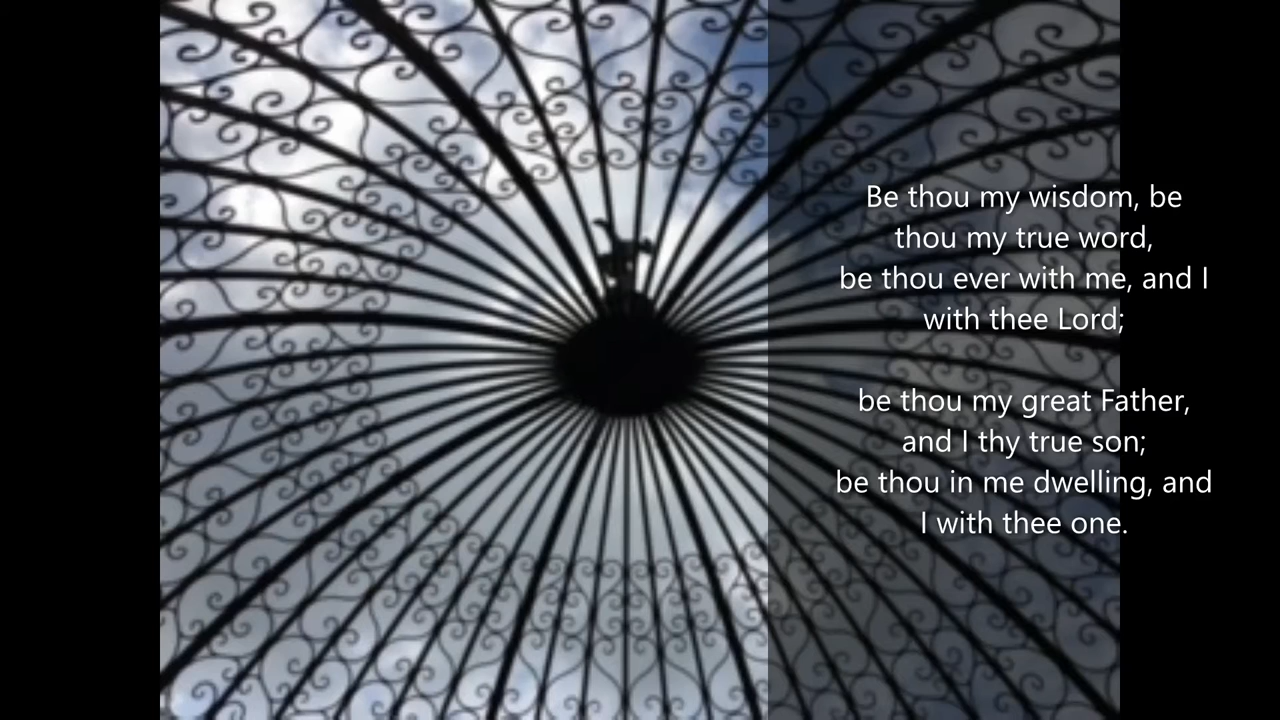 Be thou my wisdom, be
thou my true word,
be thou ever with me, and I
with thee Lord;
be thou my great Father,
and I thy true son;
be thou in me dwelling, and
I with thee one.